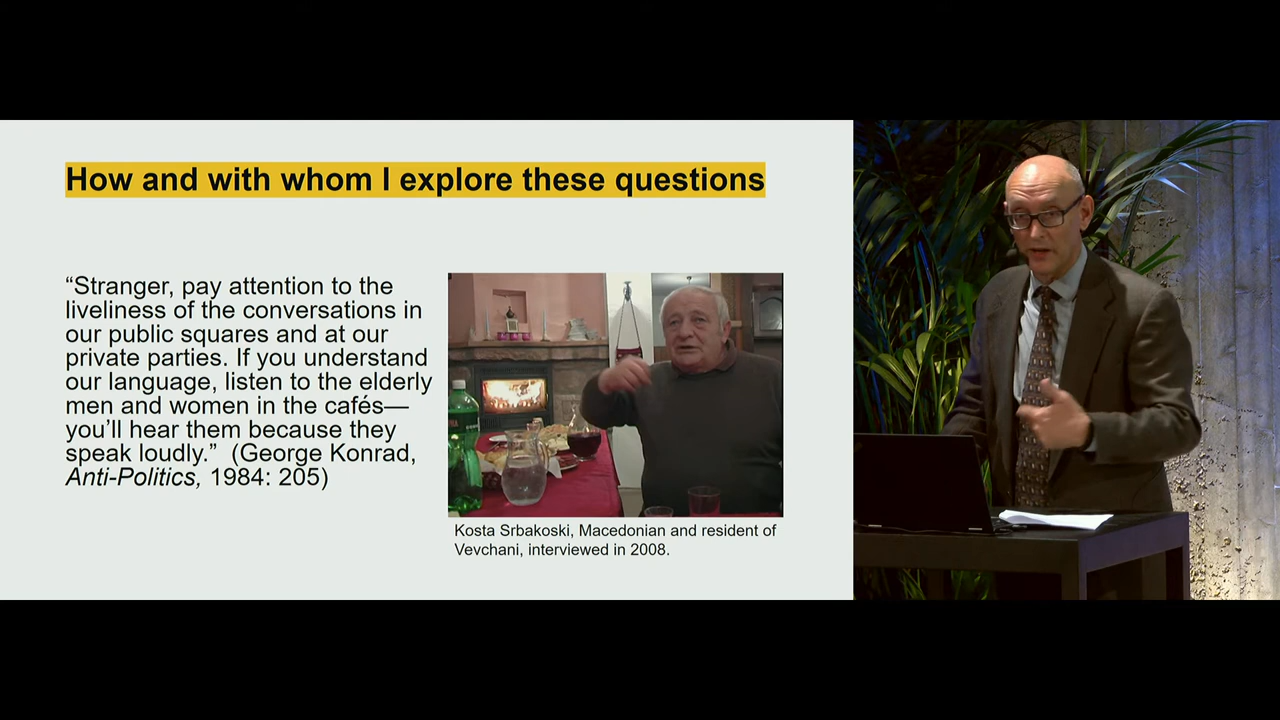 How and with whom I explore these questions
“Stranger, pay attention to the
liveliness of the conversations in
our public squares and at our
private parties. If you understand
our language, listen to the elderly
men and women in the cafés—
you’ll hear them because they
speak loudly.”  (George Konrad,
Anti-Politics, 1984: 205)
Kosta Srbakoski, Macedonian and resident of
Vevchani, interviewed in 2008.